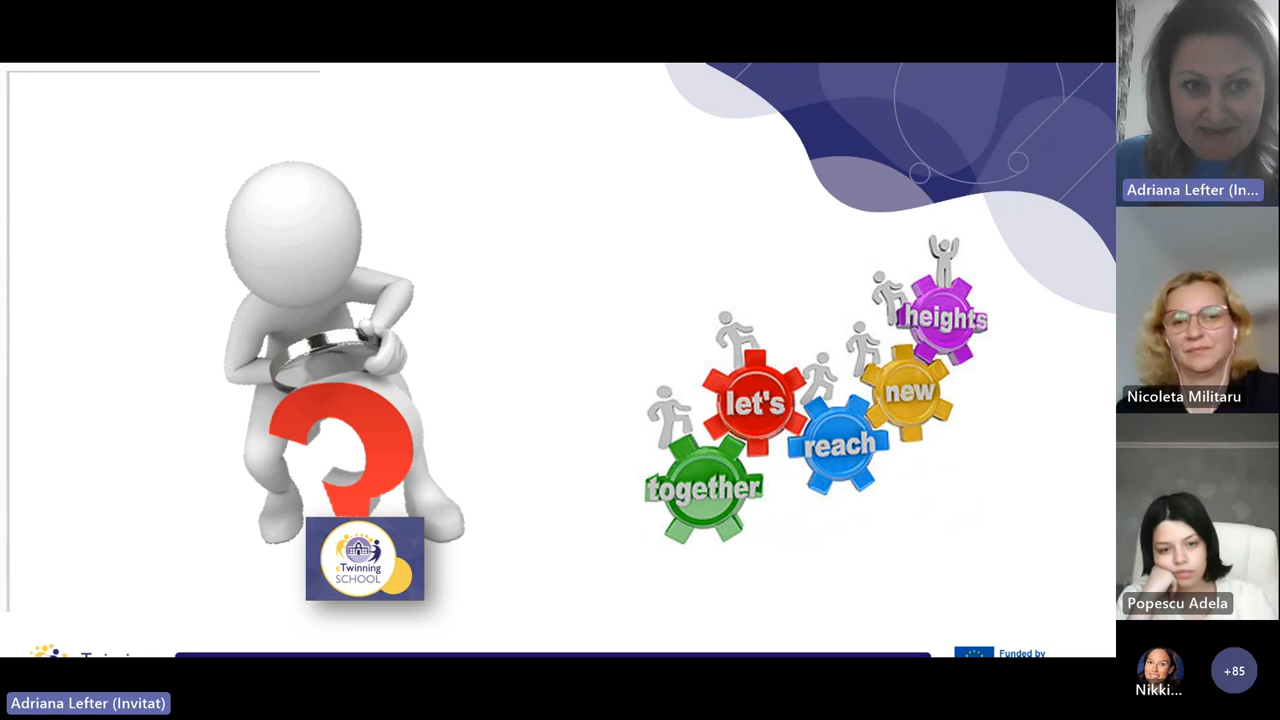 together
let's
reach
new
heights
eTwinning
SCHOOL
Funded by
Adriana Lefter (In...
Nicoleta Militaru
Popescu Adela
Nikki...
+85
Adriana Lefter (Invitat)